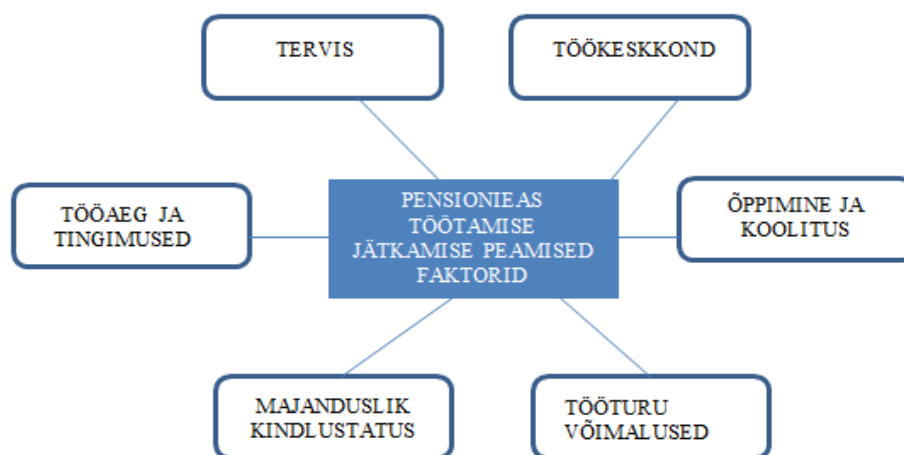 TERVIS
TÖÖKESKKOND
TÖÖAEG JA
TINGIMUSED
PENSIONIEAS
TÖÖTAMISE
JÄTKAMISE PEAMISED
FAKTORID
ÕPPIMINE JA
KOOLITUS
MAJANDUSLIK
KINDLUSTATUS
TÖÖTURU
VÕIMALUSED